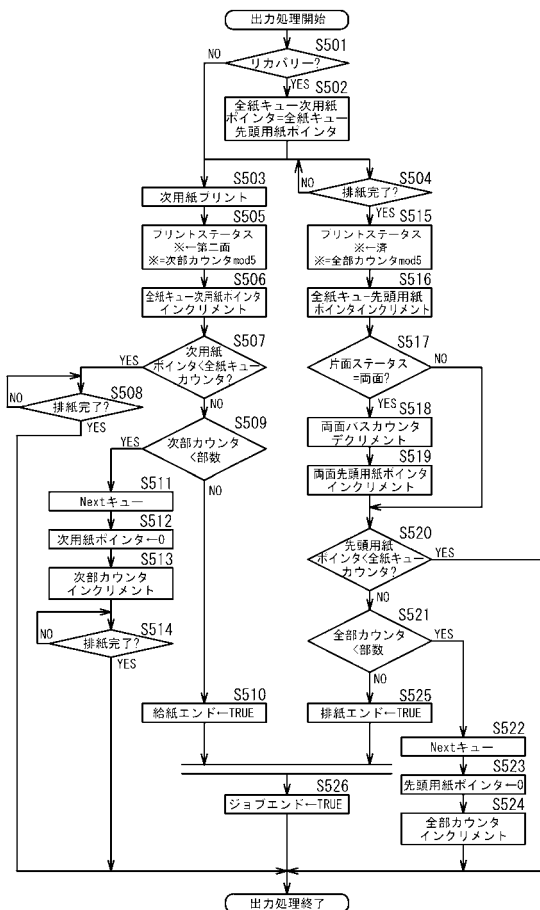 出力処理開始
S501
リカバリー?
NO
YES
S502
全紙キュー次用紙
ポインタ=全紙キュー
先頭用紙ポインタ
S503
次用紙プリント
S504
排紙完了?
NO
YES
S505
プリントステータス
※←第二面
※=次部カウンタmod5
S515
プリントステータス
※←済
※=全部カウンタmod5
S506
全紙キュー次用紙ポインタ
インクリメント
S516
全紙キュー先頭用紙
ポインタインクリメント
S507
次用紙
ポインタ<全紙キュー
カウンタ?
YES
NO
S517
片面ステータス
=両面?
NO
YES
S508
排紙完了?
NO
YES
S518
両面パスカウンタ
デクリメント
S509
次部カウンタ
<部数
YES
NO
S519
両面先頭用紙ポインタ
インクリメント
S511
Nextキュー
S512
次用紙ポインタ←0
S513
次部カウンタ
インクリメント
S520
先頭用紙
ポインタ<全紙キュー
カウンタ?
YES
NO
S514
排紙完了?
NO
YES
S521
全部カウンタ
<部数
YES
NO
S510
給紙エンド←TRUE
S525
排紙エンド←TRUE
S522
Nextキュー
S523
先頭用紙ポインタ←0
S524
全部カウンタ
インクリメント
S526
ジョブエンド←TRUE
出力処理終了